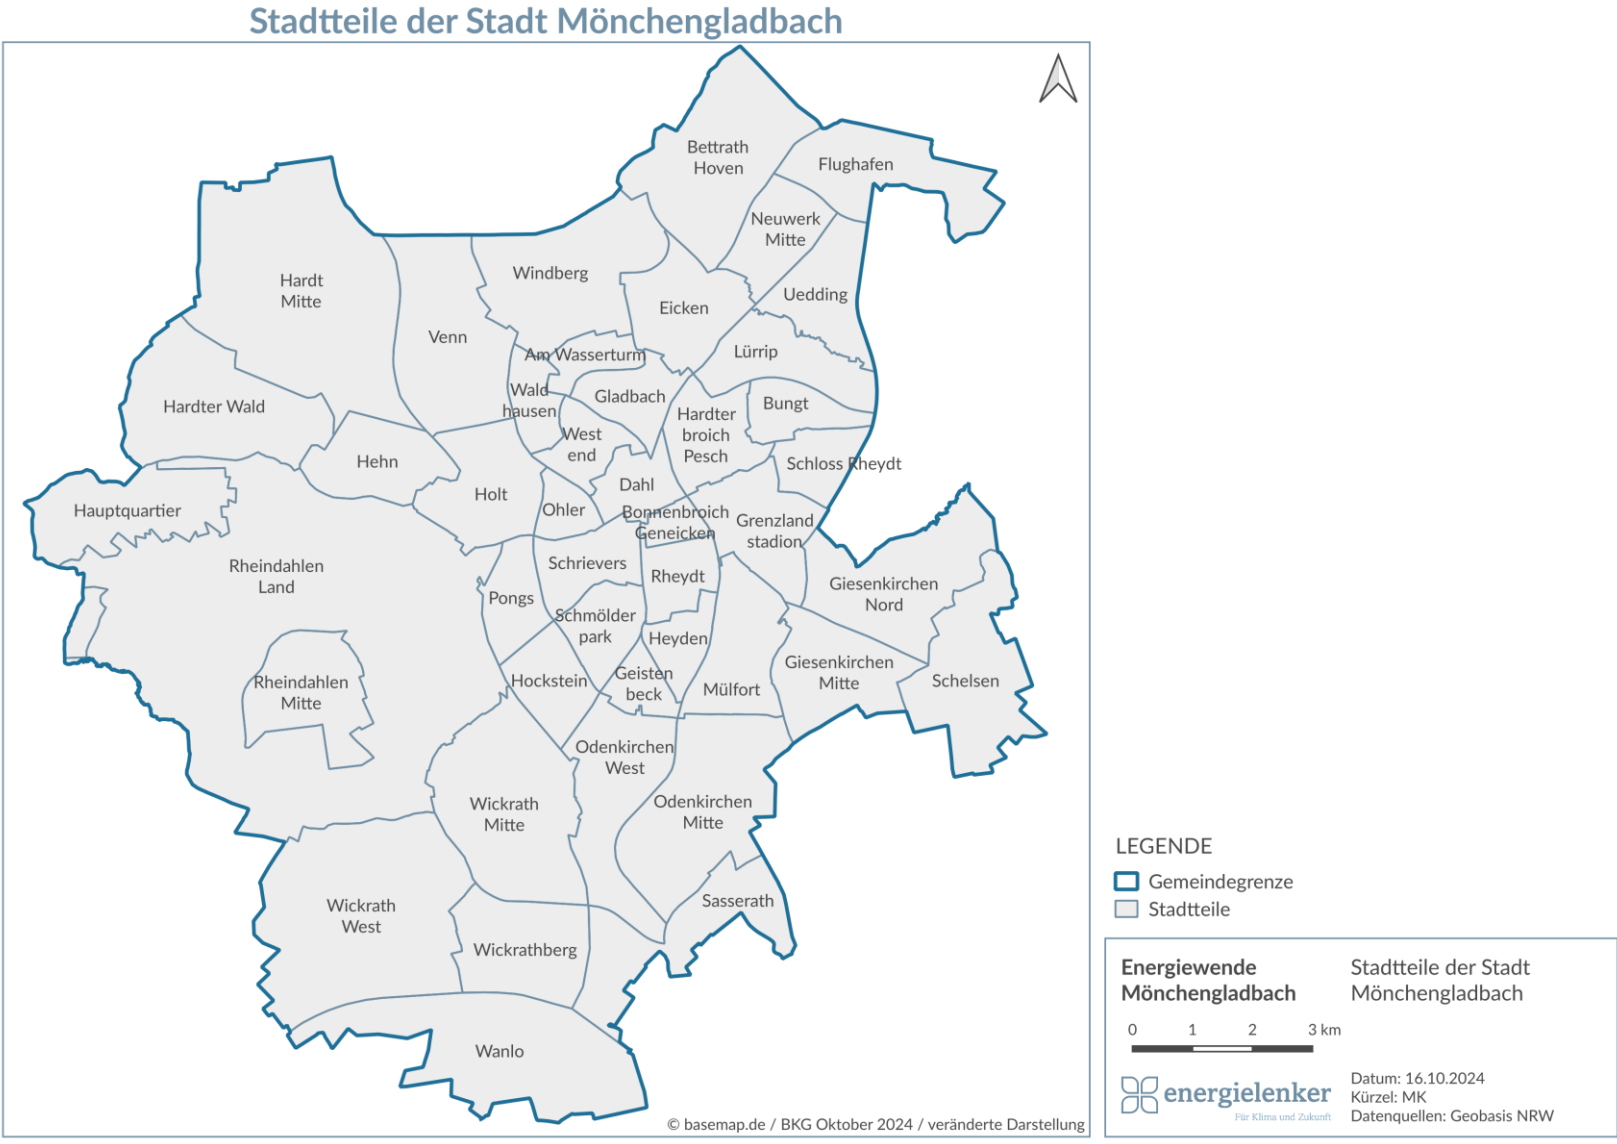 Stadtteile der Stadt Mönchengladbach
Bettrath
Hoven
Flughafen
Neuwerk
Mitte
Hardt
Mitte
Windberg
Uedding
Eicken
Venn
Lürrip
Am Wasserturm
Wald
hausen
Gladbach
Bungt
Hardter Wald
Hardter
broich
Pesch
West
end
Hehn
Schloss Rheydt
Holt
Dahl
Hauptquartier
Ohler
Bonnenbroich
Geneicken
Grenzland
stadion
Rheindahlen
Land
Schrievers
Rheydt
Giesenkirchen
Nord
Pongs
Schmölder
park
Heyden
Giesenkirchen
Mitte
Rheindahlen
Mitte
Hockstein
Geisten
beck
Mülfort
Schelsen
Odenkirchen
West
Wickrath
Mitte
Odenkirchen
Mitte
Wickrath
West
Sasserath
Wickrathberg
Wanlo
© basemap.de / BKG Oktober 2024 / veränderte Darstellung
LEGENDE
Gemeindegrenze
Stadtteile
Energiewende
Mönchengladbach
Stadtteile der Stadt
Mönchengladbach
0 1 2 3 km
energielenker
Für Klima und Zukunft
Datum: 16.10.2024
Kürzel: MK
Datenquellen: Geobasis NRW